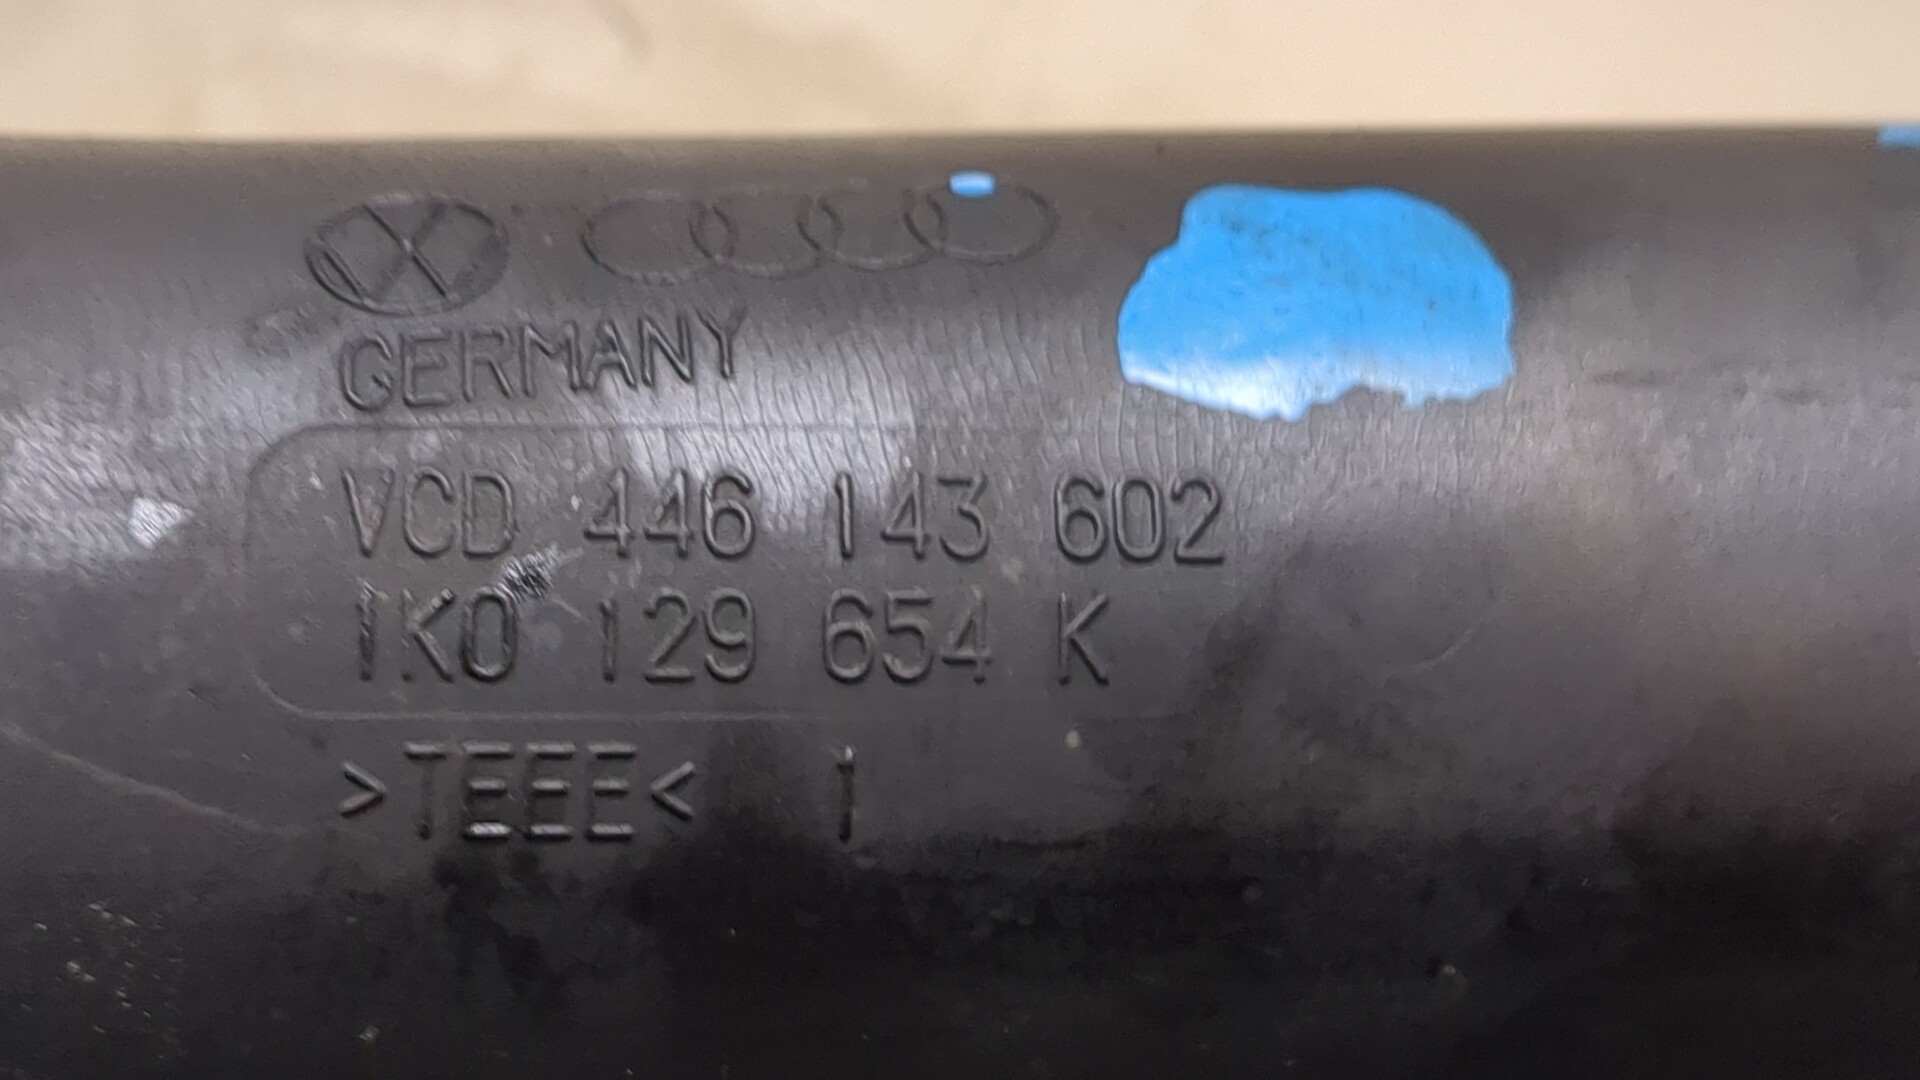 GERMANY
VCD 446 143 602
1K0 129 654 K
>TEEE< 1